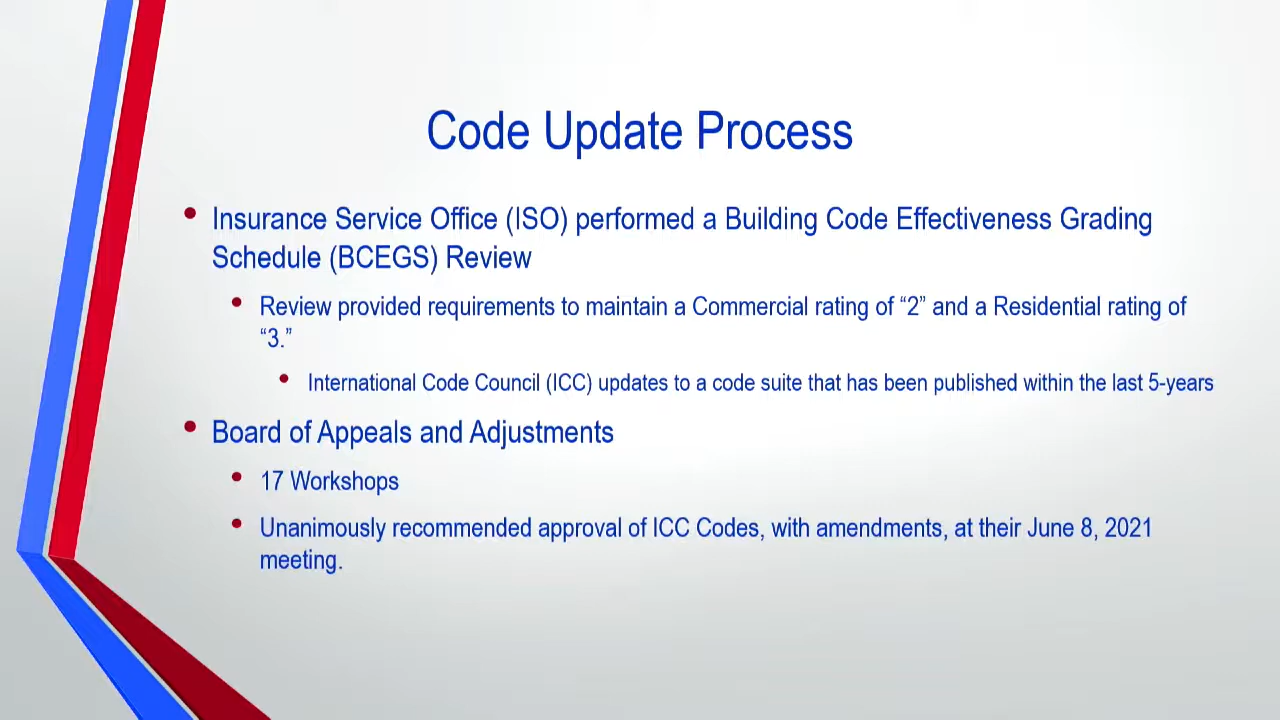 Code Update Process
• Insurance Service Office (ISO) performed a Building Code Effectiveness Grading
Schedule (BCEGS) Review
• Review provided requirements to maintain a Commercial rating of “2” and a Residential rating of
“3.”
• International Code Council (ICC) updates to a code suite that has been published within the last 5-years
• Board of Appeals and Adjustments
• 17 Workshops
• Unanimously recommended approval of ICC Codes, with amendments, at their June 8, 2021
meeting.